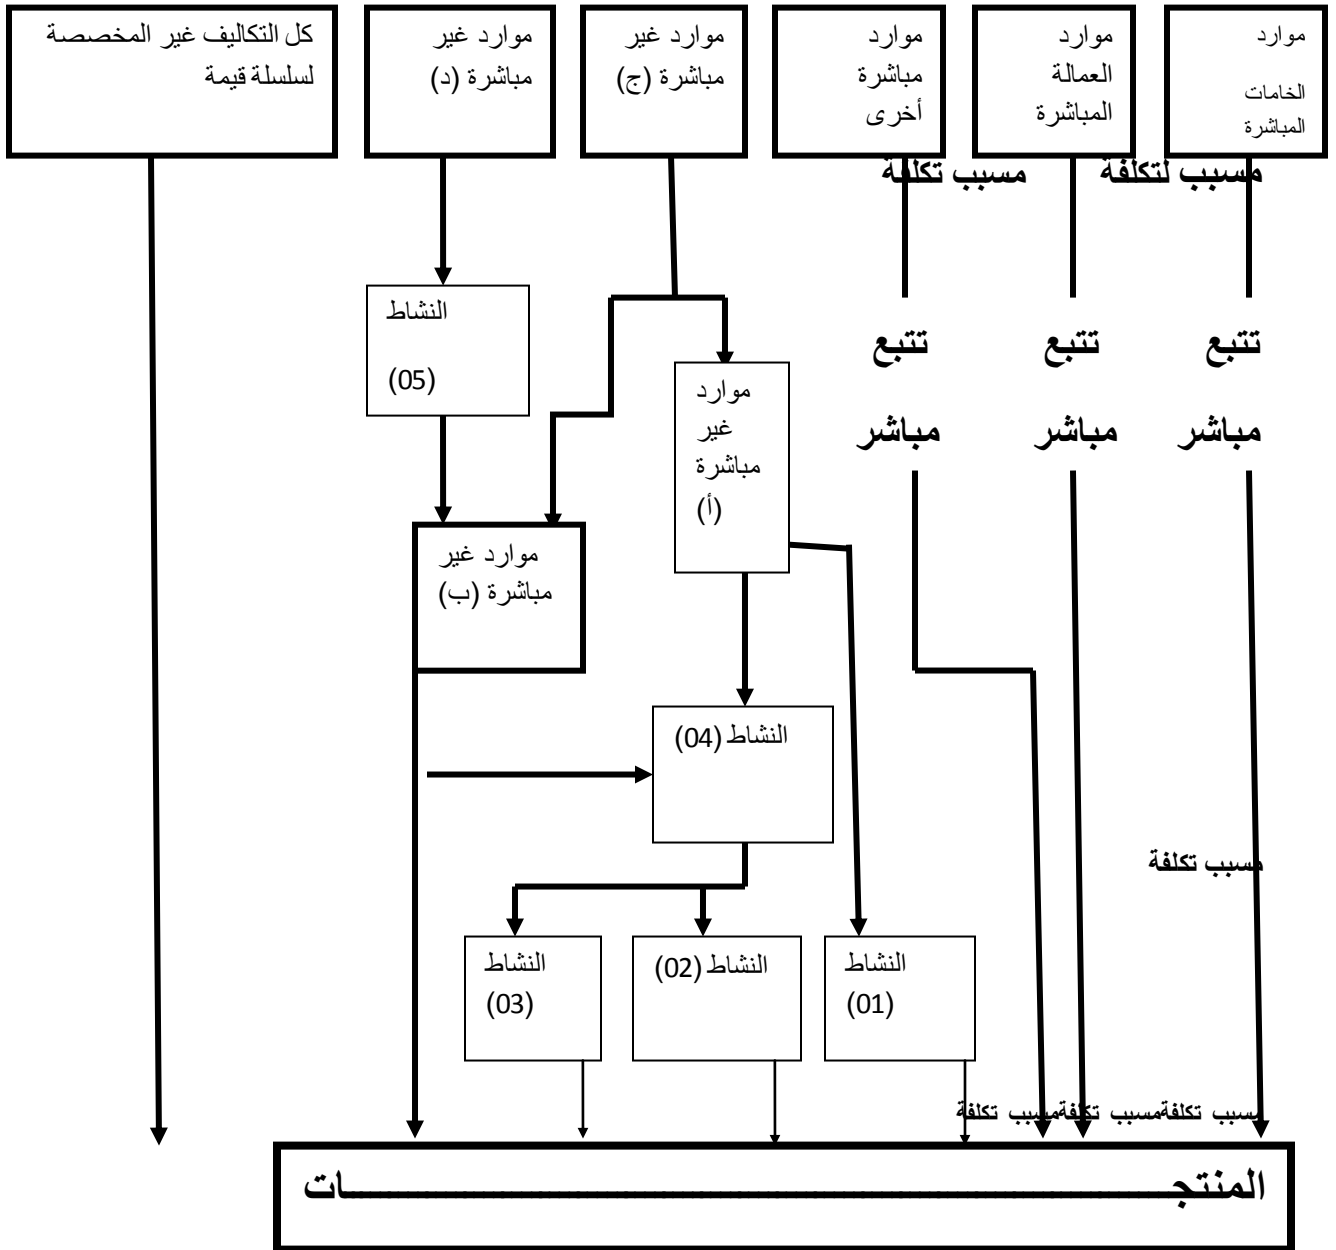 موارد
الخامات
المباشرة
موارد
العمالة
المباشرة
موارد
مباشرة
أخرى
موارد غير
مباشرة (ج)
موارد غير
مباشرة (د)
كل التكاليف غير المخصصة
لسلسلة قيمة
مسبب لتكلفة
مسبب تكلفة
النشاط
(05)
تتبع
مباشر
تتبع
مباشر
تتبع
مباشر
موارد
غير
مباشرة
(أ)
موارد غير
مباشرة (ب)
النشاط (04)
مسبب تكلفة
النشاط
(01)
النشاط (02)
النشاط
(03)
مسبب تكلفة
مسبب تكلفة
مسبب تكلفة
المنتجـــــــــــــــــــــــــــــات